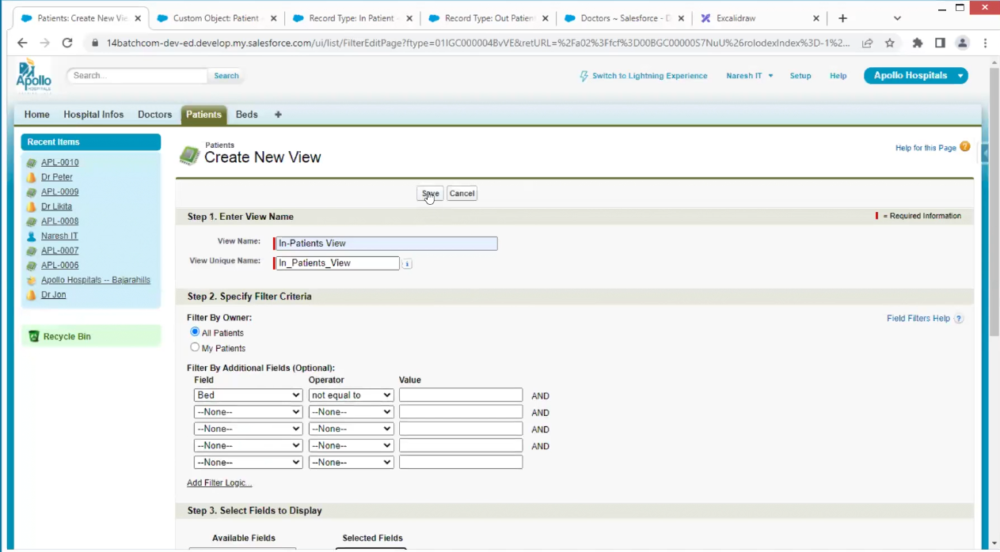 Patients: Create New Vie
Custom Object: Patient
Record Type: In Patient
Record Type: Out Patien
Doctors ~ Salesforce - D
Excalidraw
14batchcom-dev-ed.develop.my.salesforce.com/ui/list/FilterEditPage?ftype=01IGC000004BvVE&retURL=%2Fa02%3Ffcf%3D00BGC00000S7NuU%26rolodexIndex%3D-1%2...
Apollo
HOSPITALS
Search...
Search
Switch to Lightning Experience
Naresh IT
Setup
Help
Apollo Hospitals
Home
Hospital Infos
Doctors
Patients
Beds
+
Recent Items
APL-0010
Dr Peter
APL-0009
Dr Likita
APL-0008
Naresh IT
APL-0007
APL-0006
Apollo Hospitals -- Bajarahills
Dr Jon
Recycle Bin
Patients
Create New View
Help for this Page ?
Save
Cancel
Step 1. Enter View Name
= Required Information
View Name:
In-Patients View
View Unique Name:
In_Patients_View
i
Step 2. Specify Filter Criteria
Filter By Owner:
Field Filters Help ?
All Patients
My Patients
Filter By Additional Fields (Optional):
Field Operator Value
Bed not equal to AND
--None-- --None-- AND
--None-- --None-- AND
--None-- --None-- AND
--None-- --None--
Add Filter Logic...
Step 3. Select Fields to Display
Available Fields
Selected Fields